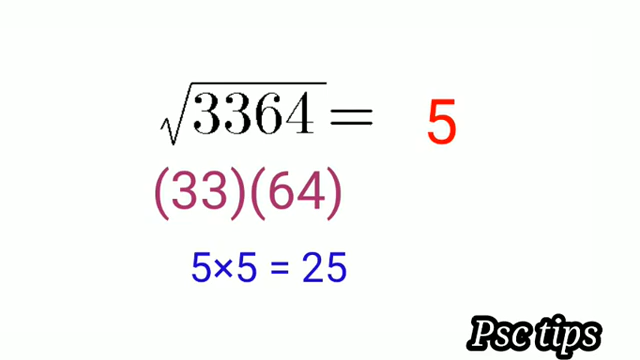 √3364 = 5
(33)(64)
5×5 = 25
Psc tips